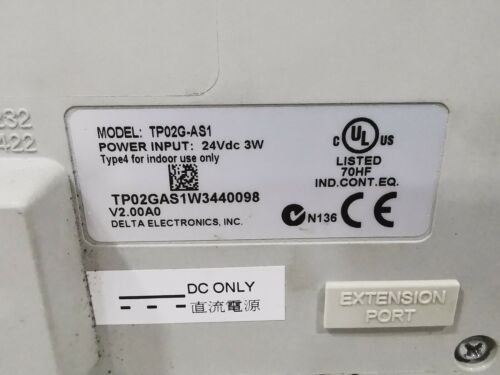 232
422
MODEL: TP02G-AS1
POWER INPUT: 24Vdc 3W
Type4 for indoor use only
TP02GAS1W3440098
V2.00A0
DELTA ELECTRONICS, INC.
C UL US
LISTED
70HF
IND.CONT.EQ.
N136 CE
DC ONLY
直流電源
EXTENSION
PORT